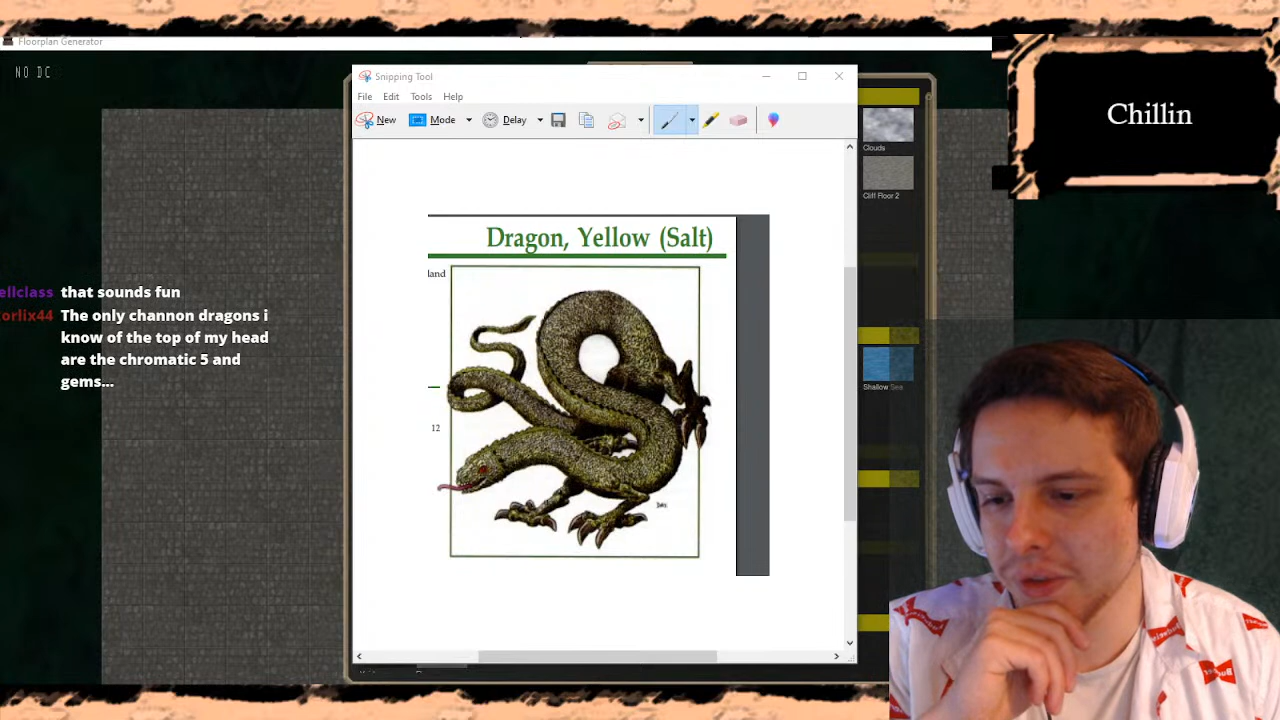 Floorplan Generator
NO DC
Snipping Tool
File Edit Tools Help
New Mode Delay
Chillin
Clouds
Cliff Floor 2
Dragon, Yellow (Salt)
land
12
ellclass that sounds fun
orlix44 The only channon dragons i
know of the top of my head
are the chromatic 5 and
gems...
Shallow Sea